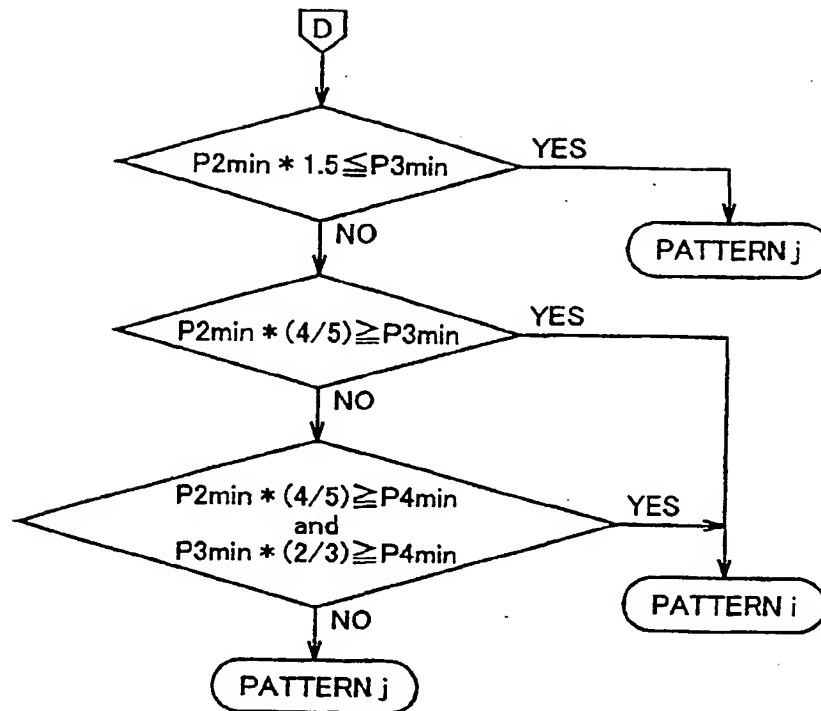 D
P2min * 1.5≦P3min
YES
NO
PATTERN j
P2min * (4/5)≧P3min
YES
NO
P2min * (4/5)≧P4min
and
P3min * (2/3)≧P4min
YES
NO
PATTERN i
PATTERN j